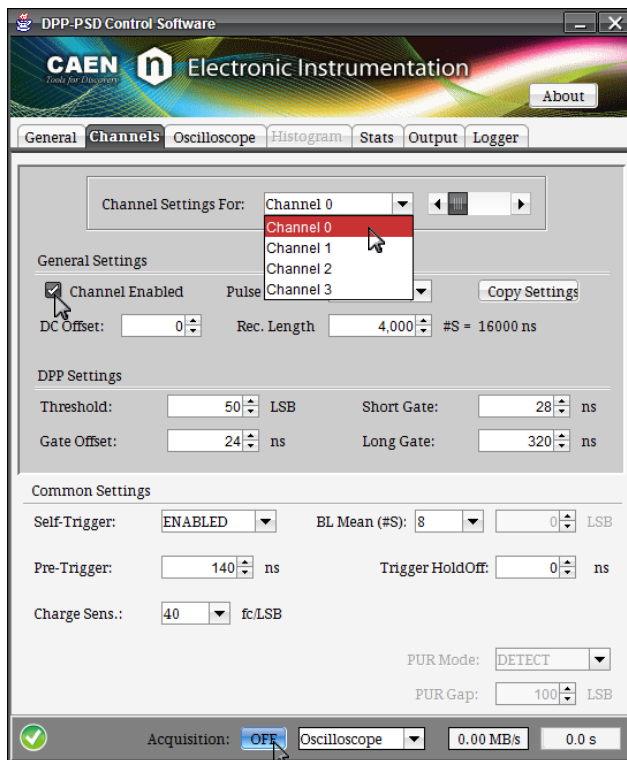 DPP-PSD Control Software
CAEN n Electronic Instrumentation
Tools for Discovery
About
General Channels Oscilloscope Histogram Stats Output Logger
Channel Settings For: Channel 0
Channel 0
Channel 1
Channel 2
Channel 3
General Settings
Channel Enabled Pulse Copy Settings
DC Offset: 0 Rec. Length 4,000 #S = 16000 ns
DPP Settings
Threshold: 50 LSB Short Gate: 28 ns
Gate Offset: 24 ns Long Gate: 320 ns
Common Settings
Self-Trigger: ENABLED BL Mean (#S): 8 0 LSB
Pre-Trigger: 140 ns Trigger HoldOff: 0 ns
Charge Sens.: 40 fc/LSB
PUR Mode: DETECT
PUR Gap: 100 LSB
Acquisition: OFF Oscilloscope 0.00 MB/s 0.0 s